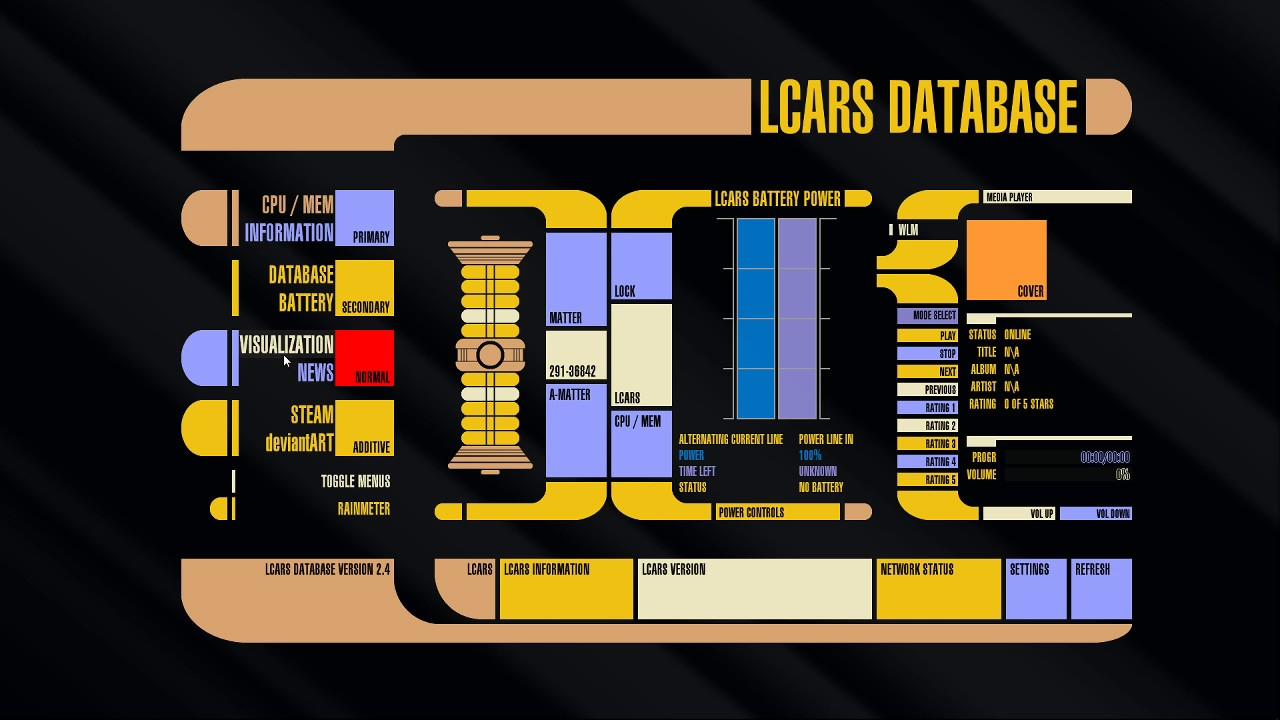 LCARS DATABASE
CPU / MEM
INFORMATION
PRIMARY
DATABASE
BATTERY
SECONDARY
VISUALIZATION
NEWS
NORMAL
STEAM
deviantART
ADDITIVE
TOGGLE MENUS
RAINMETER
MATTER
291-36842
A-MATTER
LOCK
LCARS
CPU / MEM
LCARS BATTERY POWER
ALTERNATING CURRENT LINE POWER LINE IN
POWER 100%
TIME LEFT UNKNOWN
STATUS NO BATTERY
POWER CONTROLS
MEDIA PLAYER
WLM
COVER
MODE SELECT
PLAY
STOP
NEXT
PREVIOUS
RATING 1
RATING 2
RATING 3
RATING 4
RATING 5
STATUS ONLINE
TITLE N\A
ALBUM N\A
ARTIST N\A
RATING 0 OF 5 STARS
PROGR 00:00/00:00
VOLUME 0%
VOL UP VOL DOWN
LCARS DATABASE VERSION 2.4
LCARS
LCARS INFORMATION
LCARS VERSION
NETWORK STATUS
SETTINGS
REFRESH